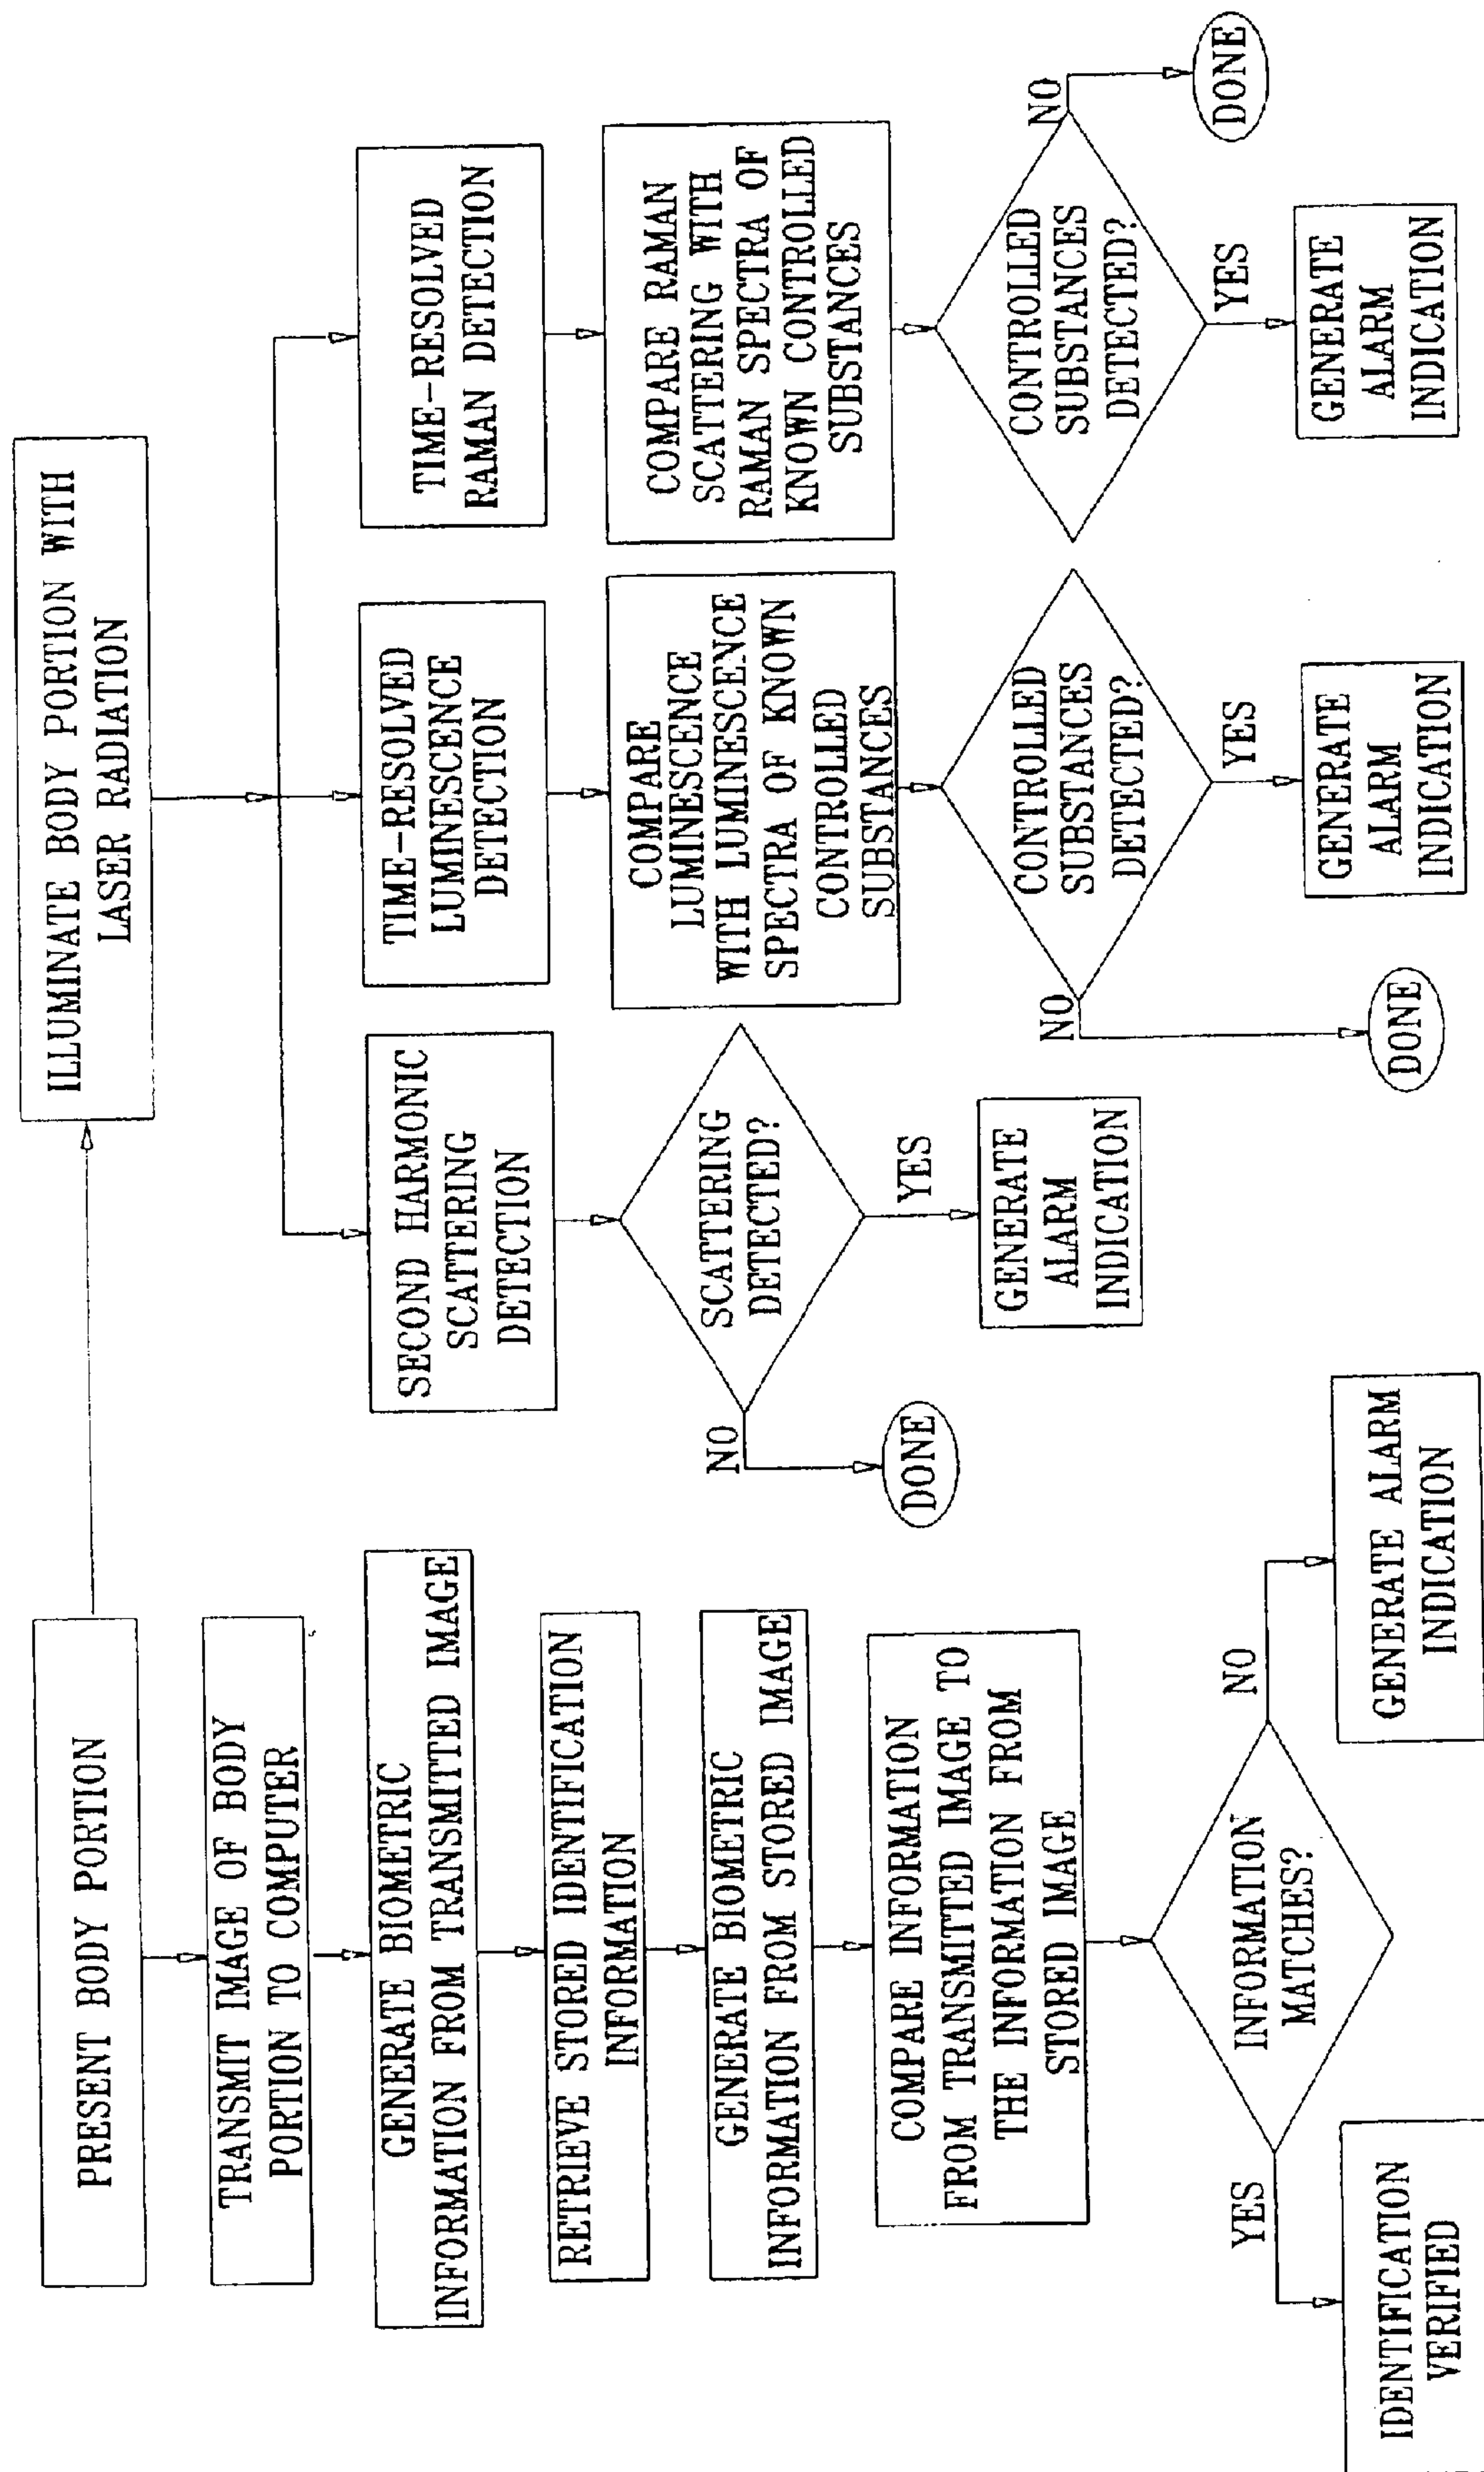 PRESENT BODY PORTION
TRANSMIT IMAGE OF BODY
PORTION TO COMPUTER
GENERATE BIOMETRIC
INFORMATION FROM TRANSMITTED IMAGE
RETRIEVE STORED IDENTIFICATION
INFORMATION
GENERATE BIOMETRIC
INFORMATION FROM STORED IMAGE
COMPARE INFORMATION
FROM TRANSMITTED IMAGE TO
THE INFORMATION FROM
STORED IMAGE
INFORMATION
MATCHES?
YES
NO
IDENTIFICATION
VERIFIED
GENERATE ALARM
INDICATION
ILLUMINATE BODY PORTION WITH
LASER RADIATION
SECOND HARMONIC
SCATTERING
DETECTION
SCATTERING
DETECTED?
NO
DONE
YES
GENERATE
ALARM
INDICATION
TIME-RESOLVED
LUMINESCENCE
DETECTION
COMPARE
LUMINESCENCE
WITH LUMINESCENCE
SPECTRA OF KNOWN
CONTROLLED
SUBSTANCES
CONTROLLED
SUBSTANCES
DETECTED?
NO
DONE
YES
GENERATE
ALARM
INDICATION
TIME-RESOLVED
RAMAN DETECTION
COMPARE RAMAN
SCATTERING WITH
RAMAN SPECTRA OF
KNOWN CONTROLLED
SUBSTANCES
CONTROLLED
SUBSTANCES
DETECTED?
NO
DONE
YES
GENERATE
ALARM
INDICATION